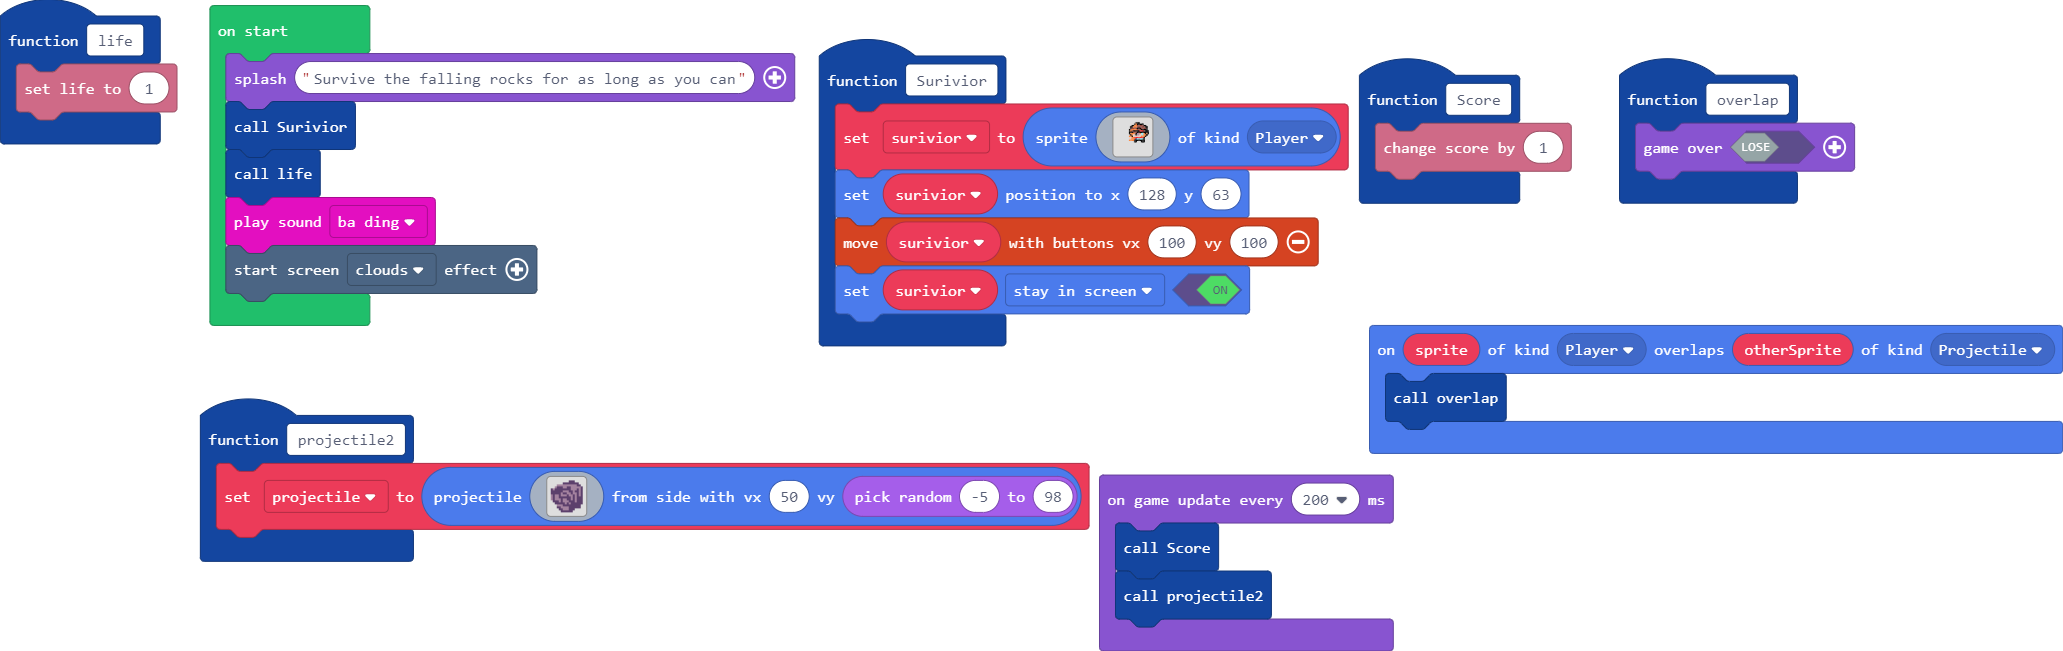 function life
set life to 1
on start
splash "Survive the falling rocks for as long as you can"
call Surivior
call life
play sound ba ding
start screen clouds effect
function Surivior
set surivior to sprite of kind Player
set surivior position to x 128 y 63
move surivior with buttons vx 100 vy 100
set surivior stay in screen ON
function Score
change score by 1
function overlap
game over LOSE
on sprite of kind Player overlaps otherSprite of kind Projectile
call overlap
function projectile2
set projectile to projectile from side with vx 50 vy pick random -5 to 98
on game update every 200 ms
call Score
call projectile2